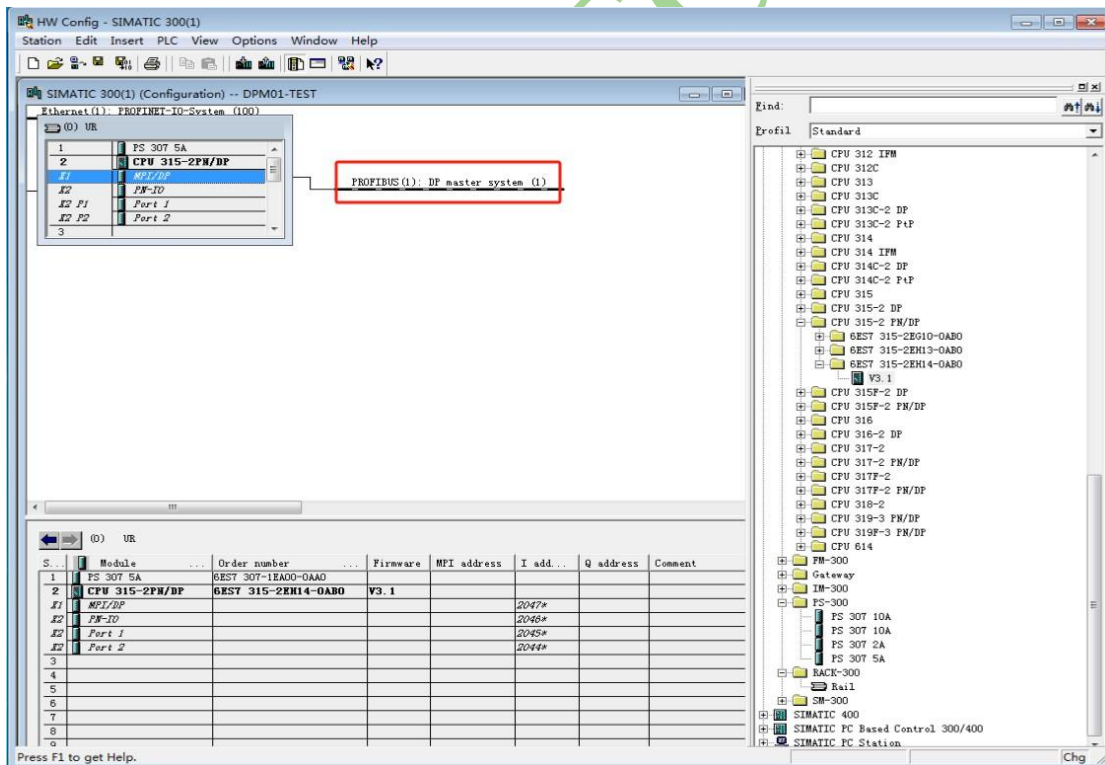 HW Config - SIMATIC 300(1)
Station Edit Insert PLC View Options Window Help
SIMATIC 300(1) (Configuration) -- DPM01-TEST
Ethernet(1): PROFINET-IO-System (100)
(0) UR
1 PS 307 5A
2 CPU 315-2PN/DP
X1 MPI/DP
X2 PN-IO
X2 P1 Port 1
X2 P2 Port 2
3
PROFIBUS(1): DP master system (1)
(0) UR
S... Module ... Order number ... Firmware MPI address I add... Q address Comment
1 PS 307 5A 6ES7 307-1EA00-0AA0
2 CPU 315-2PN/DP 6ES7 315-2EH14-0AB0 V3.1
X1 MPI/DP 2047*
X2 PN-IO 2046*
X2 Port 1 2045*
X2 Port 2 2044*
3
4
5
6
7
8
9
Find:
Profil Standard
CPU 312 IFM
CPU 312C
CPU 313
CPU 313C
CPU 313C-2 DP
CPU 313C-2 PtP
CPU 314
CPU 314 IFM
CPU 314C-2 DP
CPU 314C-2 PtP
CPU 315
CPU 315-2 DP
CPU 315-2 PN/DP
6ES7 315-2EG10-0AB0
6ES7 315-2EH13-0AB0
6ES7 315-2EH14-0AB0
V3.1
CPU 315F-2 DP
CPU 315F-2 PN/DP
CPU 316
CPU 316-2 DP
CPU 317-2
CPU 317-2 PN/DP
CPU 317F-2
CPU 317F-2 PN/DP
CPU 318-2
CPU 319-3 PN/DP
CPU 319F-3 PN/DP
CPU 614
FM-300
Gateway
IM-300
PS-300
PS 307 10A
PS 307 10A
PS 307 2A
PS 307 5A
RACK-300
Rail
SM-300
SIMATIC 400
SIMATIC PC Based Control 300/400
SIMATIC PC Station
Press F1 to get Help.
Chg